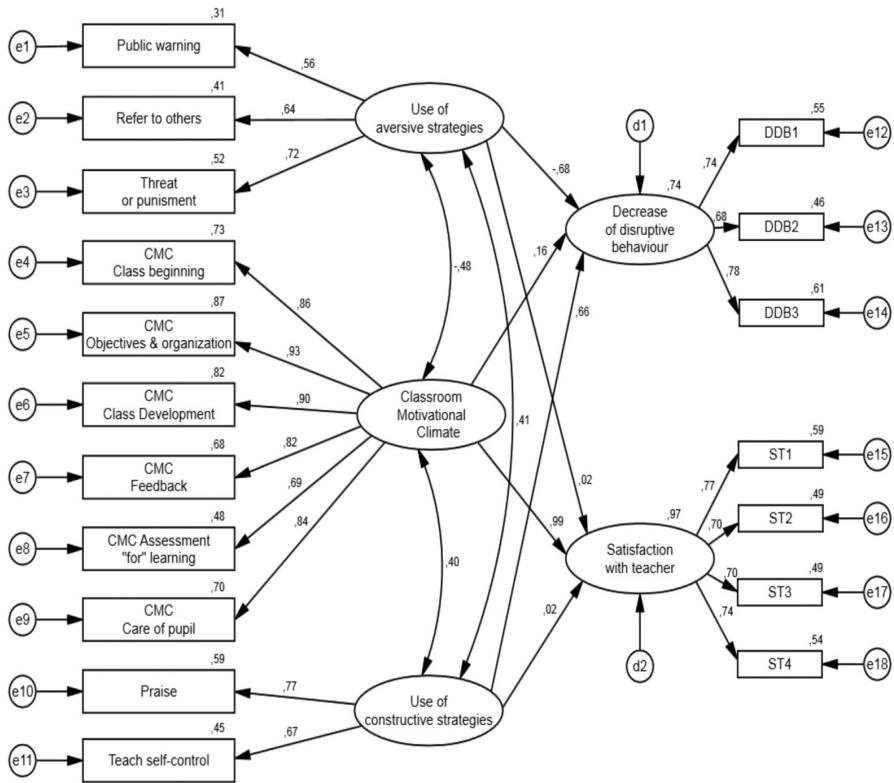 ,31
e1
Public warning
,56
,41
e2
Refer to others
,64
Use of
aversive strategies
,72
,52
e3
Threat
or punisment
,73
e4
CMC
Class beginning
,86
,87
e5
CMC
Objectives & organization
,93
,82
e6
CMC
Class Development
,90
,68
e7
CMC
Feedback
,82
,48
e8
CMC Assessment
"for" learning
,69
,70
e9
CMC
Care of pupil
,84
Classroom
Motivational
Climate
,59
e10
Praise
,77
,45
e11
Teach self-control
,67
Use of
constructive strategies
-,48
,41
,40
-,68
,16
,66
,02
,99
,02
d1
,74
Decrease
of disruptive
behaviour
,74
,55
DDB1
e12
,68
,46
DDB2
e13
,78
,61
DDB3
e14
,97
Satisfaction
with teacher
d2
,77
,59
ST1
e15
,70
,49
ST2
e16
,70
,49
ST3
e17
,74
,54
ST4
e18